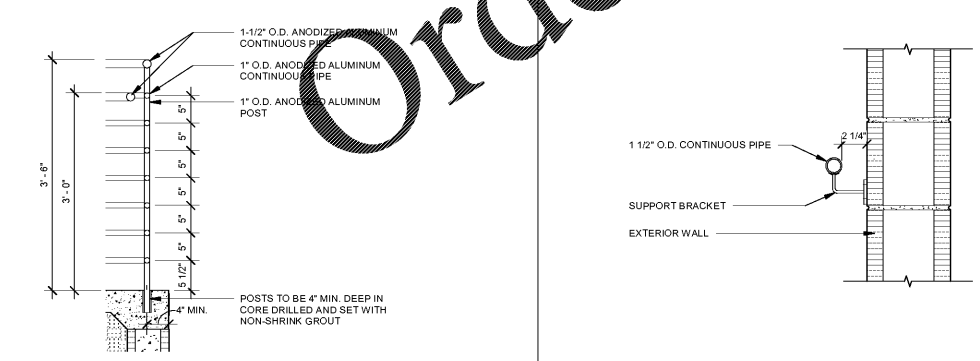 1-1/2" O.D. ANODIZED ALUMINUM
CONTINUOUS PIPE
1" O.D. ANODIZED ALUMINUM
CONTINUOUS PIPE
1" O.D. ANODIZED ALUMINUM
POST
3' - 6"
3' - 0"
5"
5"
5"
5"
5"
5"
5 1/2"
4" MIN.
POSTS TO BE 4" MIN. DEEP IN
CORE DRILLED AND SET WITH
NON-SHRINK GROUT
2 1/4"
1 1/2" O.D. CONTINUOUS PIPE
SUPPORT BRACKET
EXTERIOR WALL